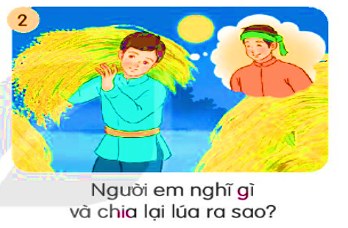 2
Người em nghĩ gì
và chia lại lúa ra sao?